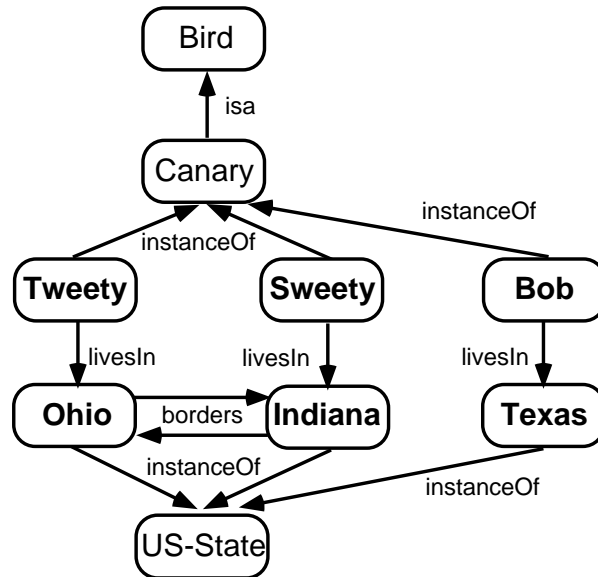 Bird
isa
Canary
instanceOf
instanceOf
Tweety
Sweety
Bob
livesIn
livesIn
livesIn
Ohio
borders
Indiana
Texas
instanceOf
instanceOf
US-State